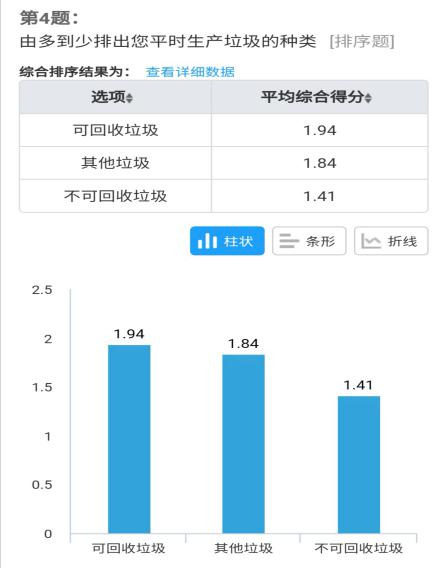 第4题：
由多到少排出您平时生产垃圾的种类 [排序题]
综合排序结果为： 查看详细数据
选项 平均综合得分
可回收垃圾 1.94
其他垃圾 1.84
不可回收垃圾 1.41
柱状 条形 折线
2.5
2
1.5
1
0.5
0
1.94
1.84
1.41
可回收垃圾 其他垃圾 不可回收垃圾